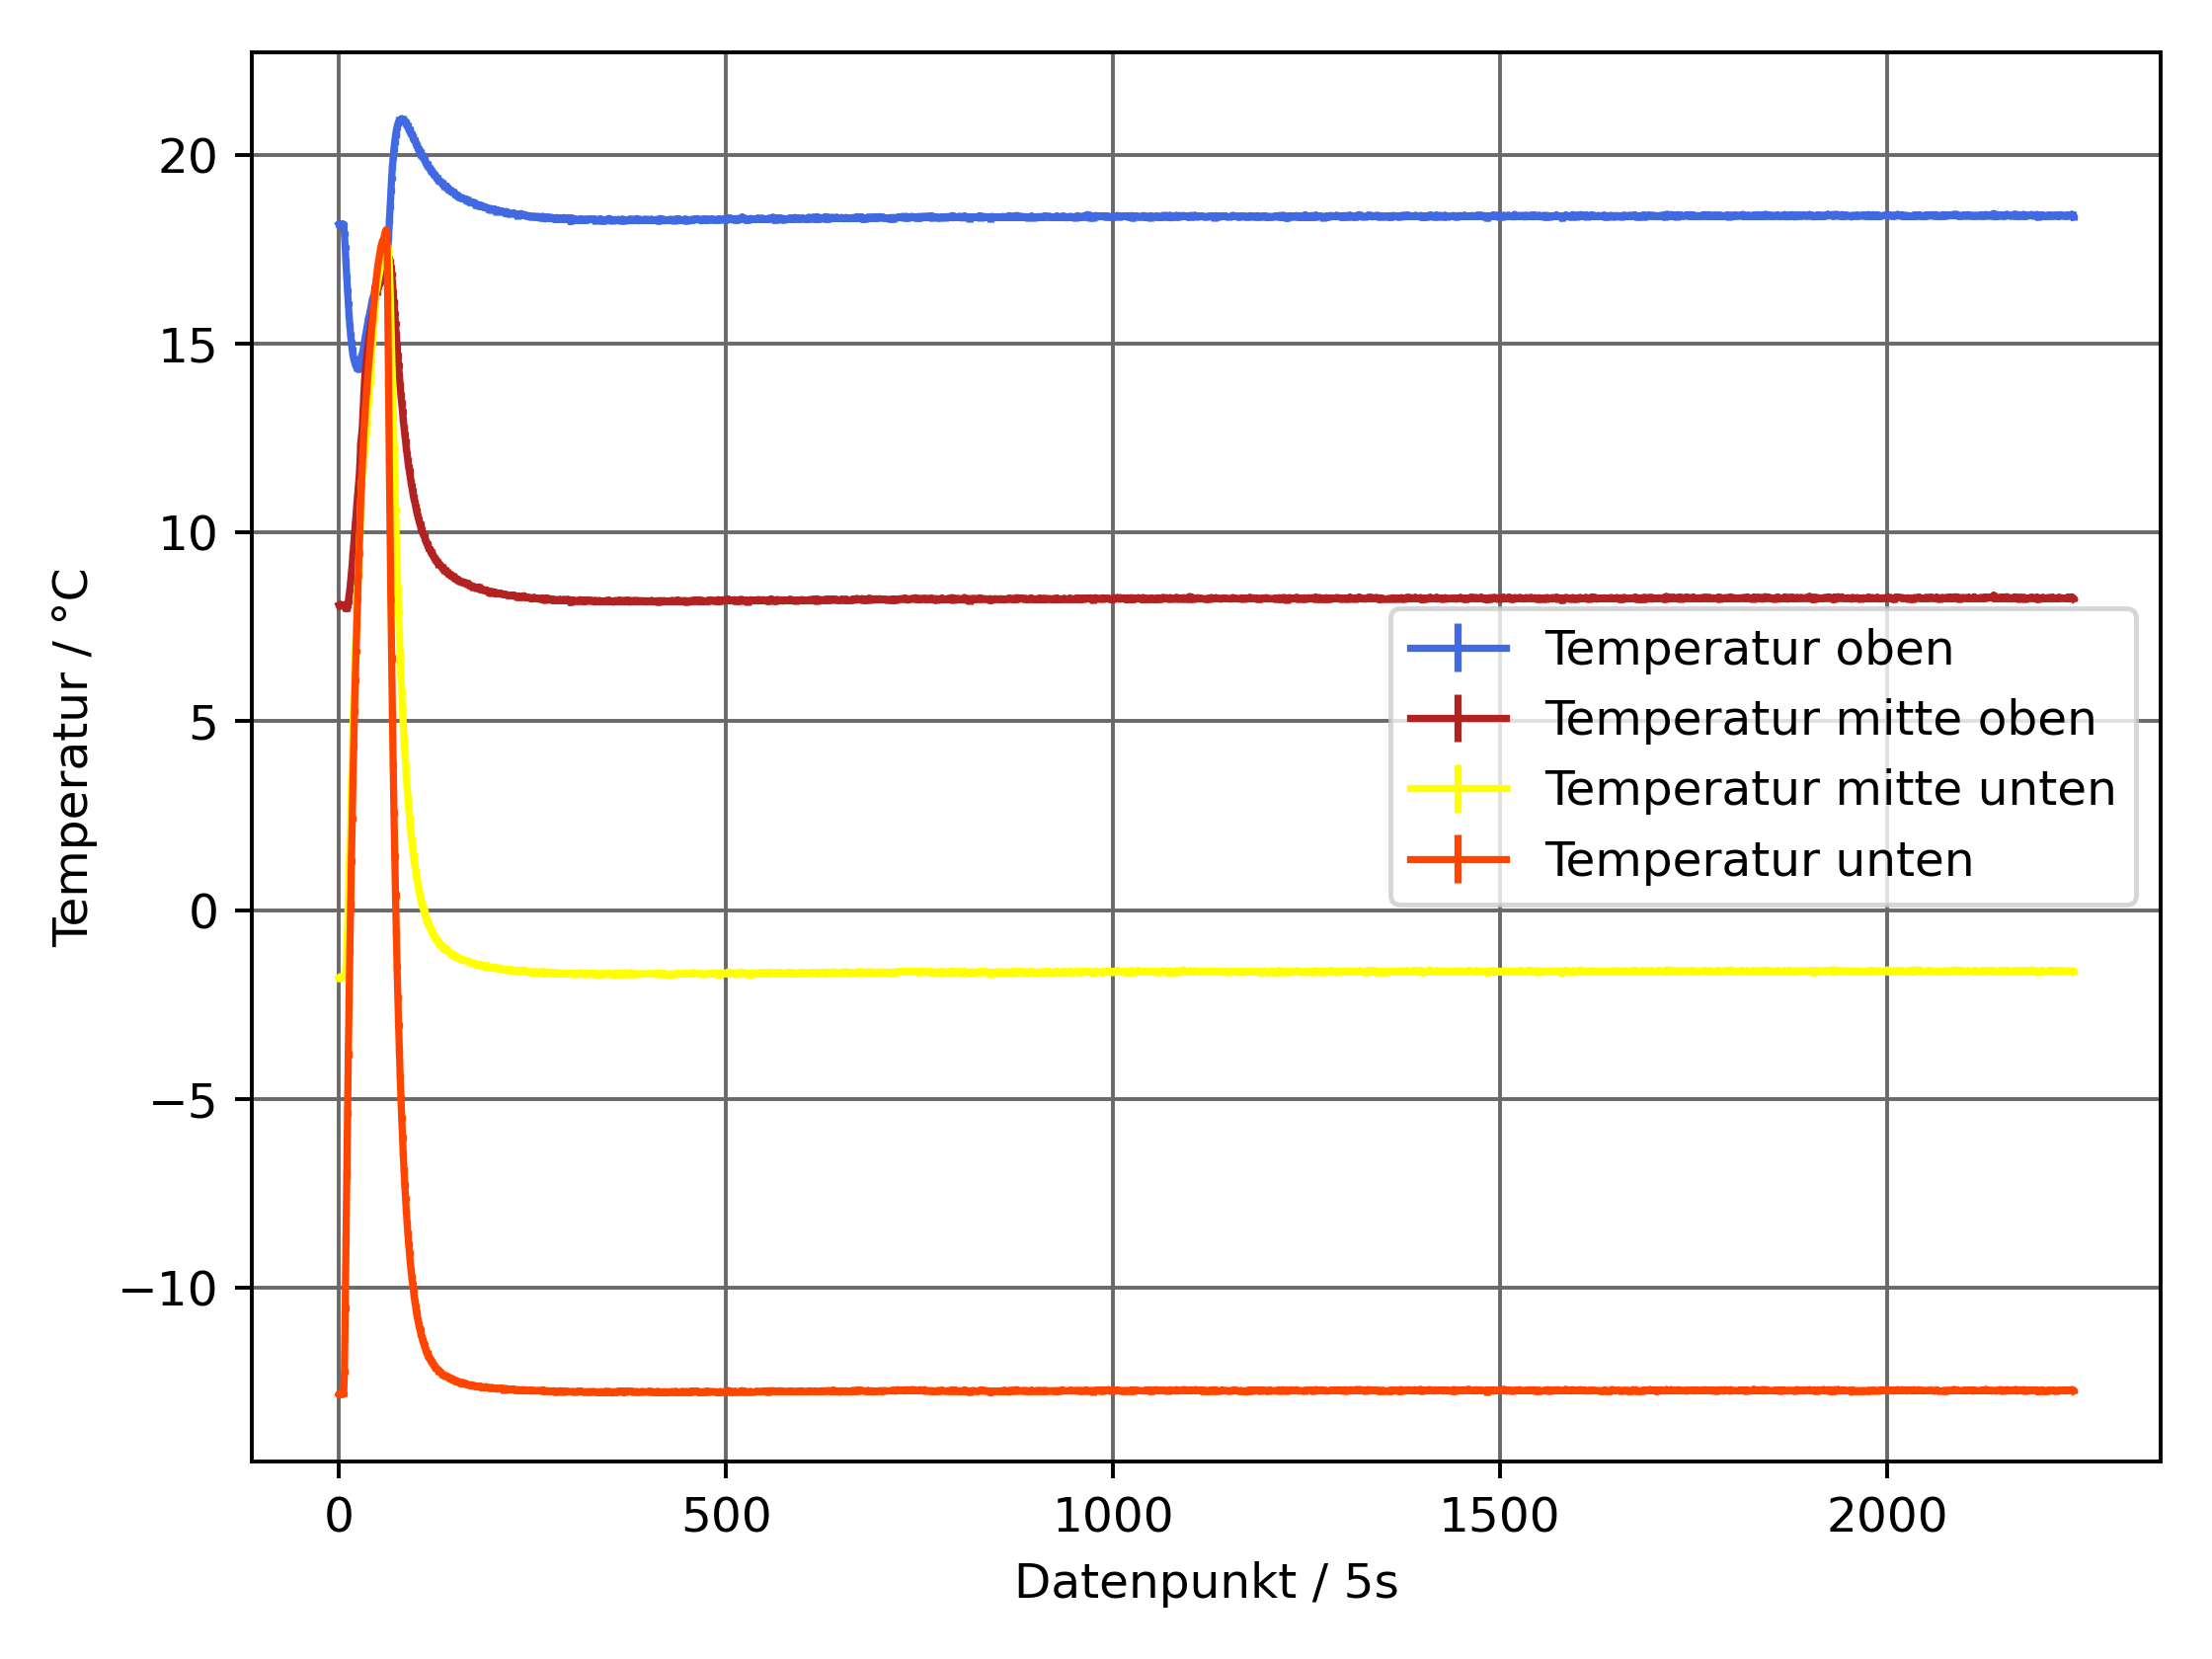 20
15
10
5
0
−5
−10
Temperatur / °C
Temperatur oben
Temperatur mitte oben
Temperatur mitte unten
Temperatur unten
0 500 1000 1500 2000
Datenpunkt / 5s